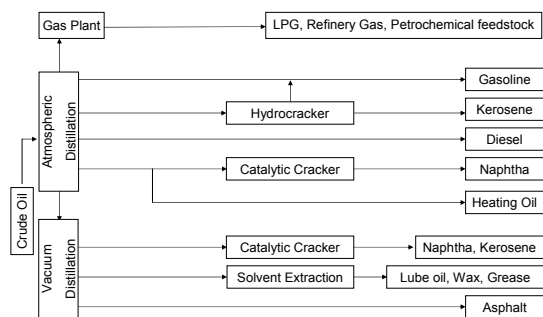 Gas Plant
LPG, Refinery Gas, Petrochemical feedstock
Gasoline
Atmospheric
Distillation
Hydrocracker
Kerosene
Diesel
Catalytic Cracker
Naphtha
Heating Oil
Crude Oil
Vacuum
Distillation
Catalytic Cracker
Naphtha, Kerosene
Solvent Extraction
Lube oil, Wax, Grease
Asphalt